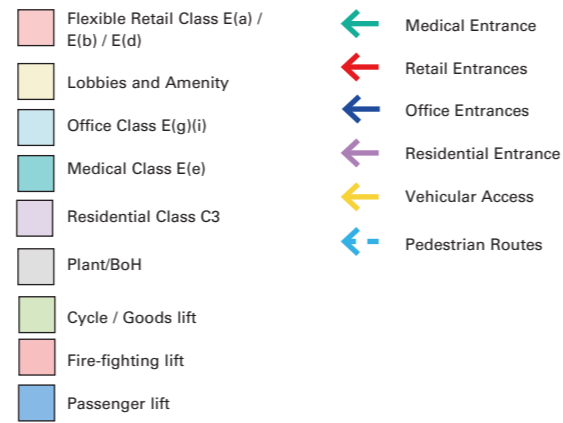 Flexible Retail Class E(a) /
E(b) / E(d)
Lobbies and Amenity
Office Class E(g)(i)
Medical Class E(e)
Residential Class C3
Plant/BoH
Cycle / Goods lift
Fire-fighting lift
Passenger lift
Medical Entrance
Retail Entrances
Office Entrances
Residential Entrance
Vehicular Access
Pedestrian Routes